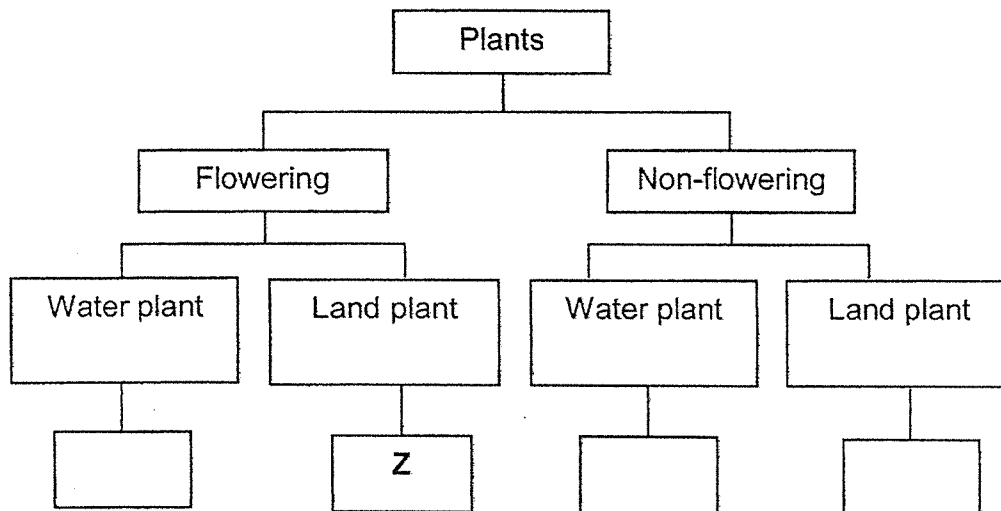 Plants
Flowering
Non-flowering
Water plant
Land plant
Water plant
Land plant
Z